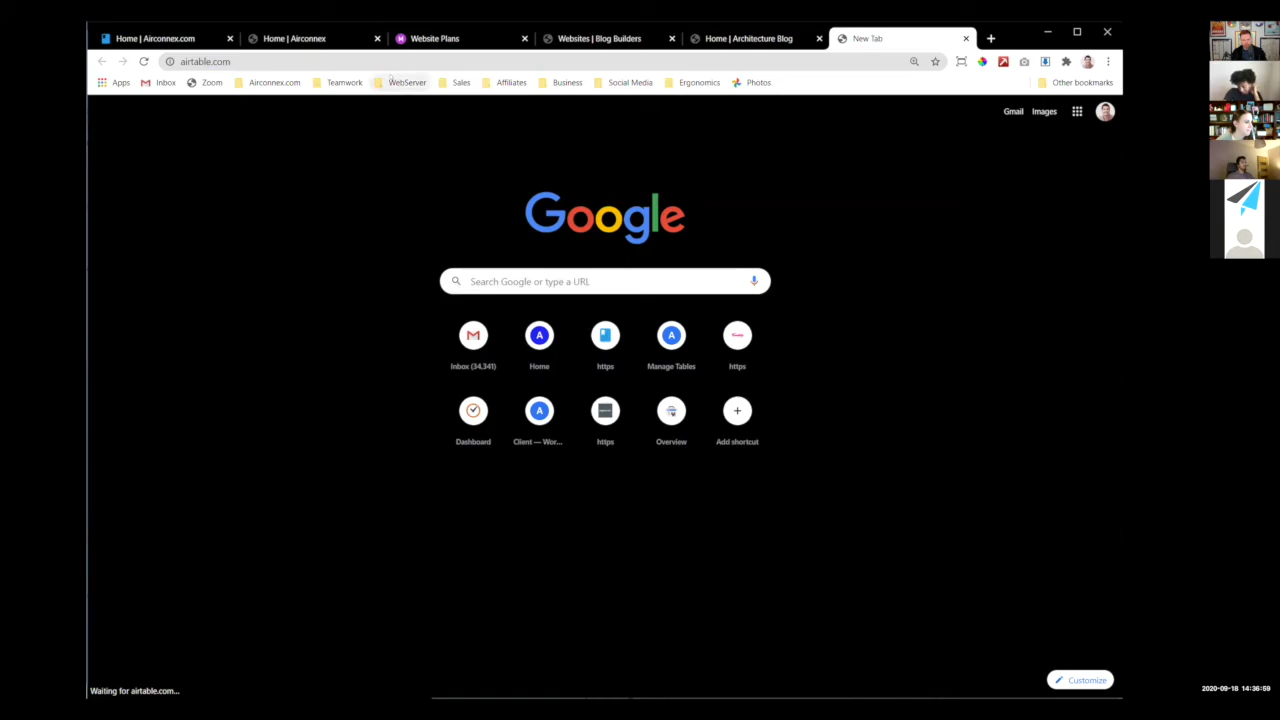 Home | Airconnex.com
Home | Airconnex
Website Plans
Websites | Blog Builders
Home | Architecture Blog
New Tab
airtable.com
Apps
Inbox
Zoom
Airconnex.com
Teamwork
WebServer
Sales
Affiliates
Business
Social Media
Ergonomics
Photos
Other bookmarks
Gmail
Images
Google
Search Google or type a URL
A
A
Inbox (34,341)
Home
https
Manage Tables
https
A
Dashboard
Client — Wor...
https
Overview
Add shortcut
Customize
Waiting for airtable.com...
2020-09-18 14:36:59